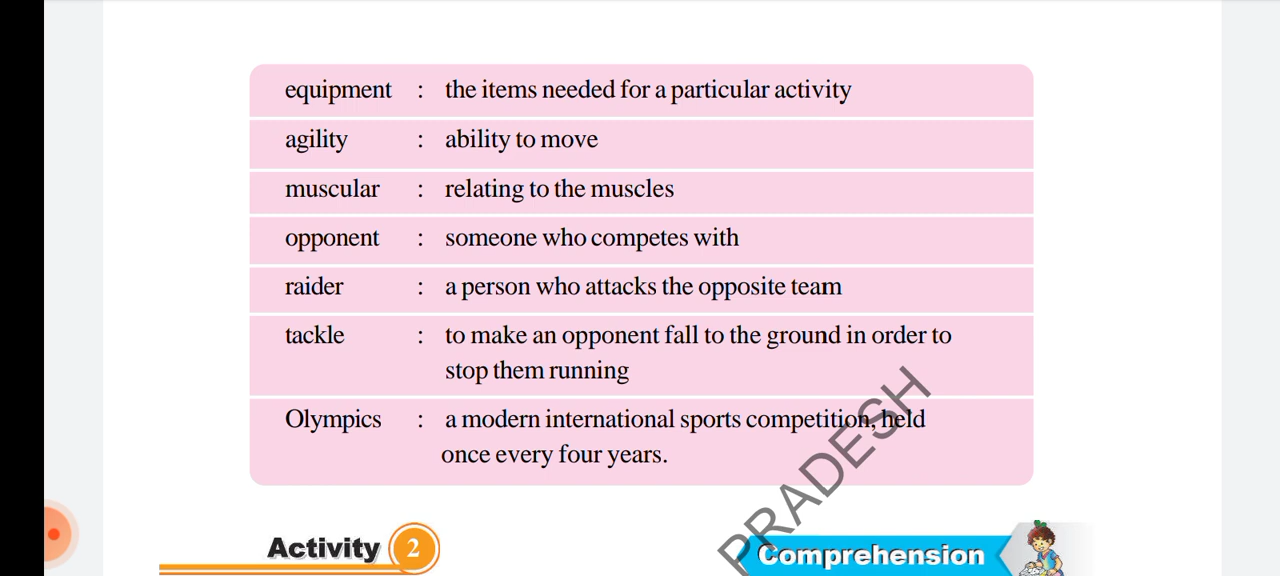 equipment : the items needed for a particular activity
agility : ability to move
muscular : relating to the muscles
opponent : someone who competes with
raider : a person who attacks the opposite team
tackle : to make an opponent fall to the ground in order to
stop them running
Olympics : a modern international sports competition, held
once every four years.
PRADESH
Activity 2
Comprehension